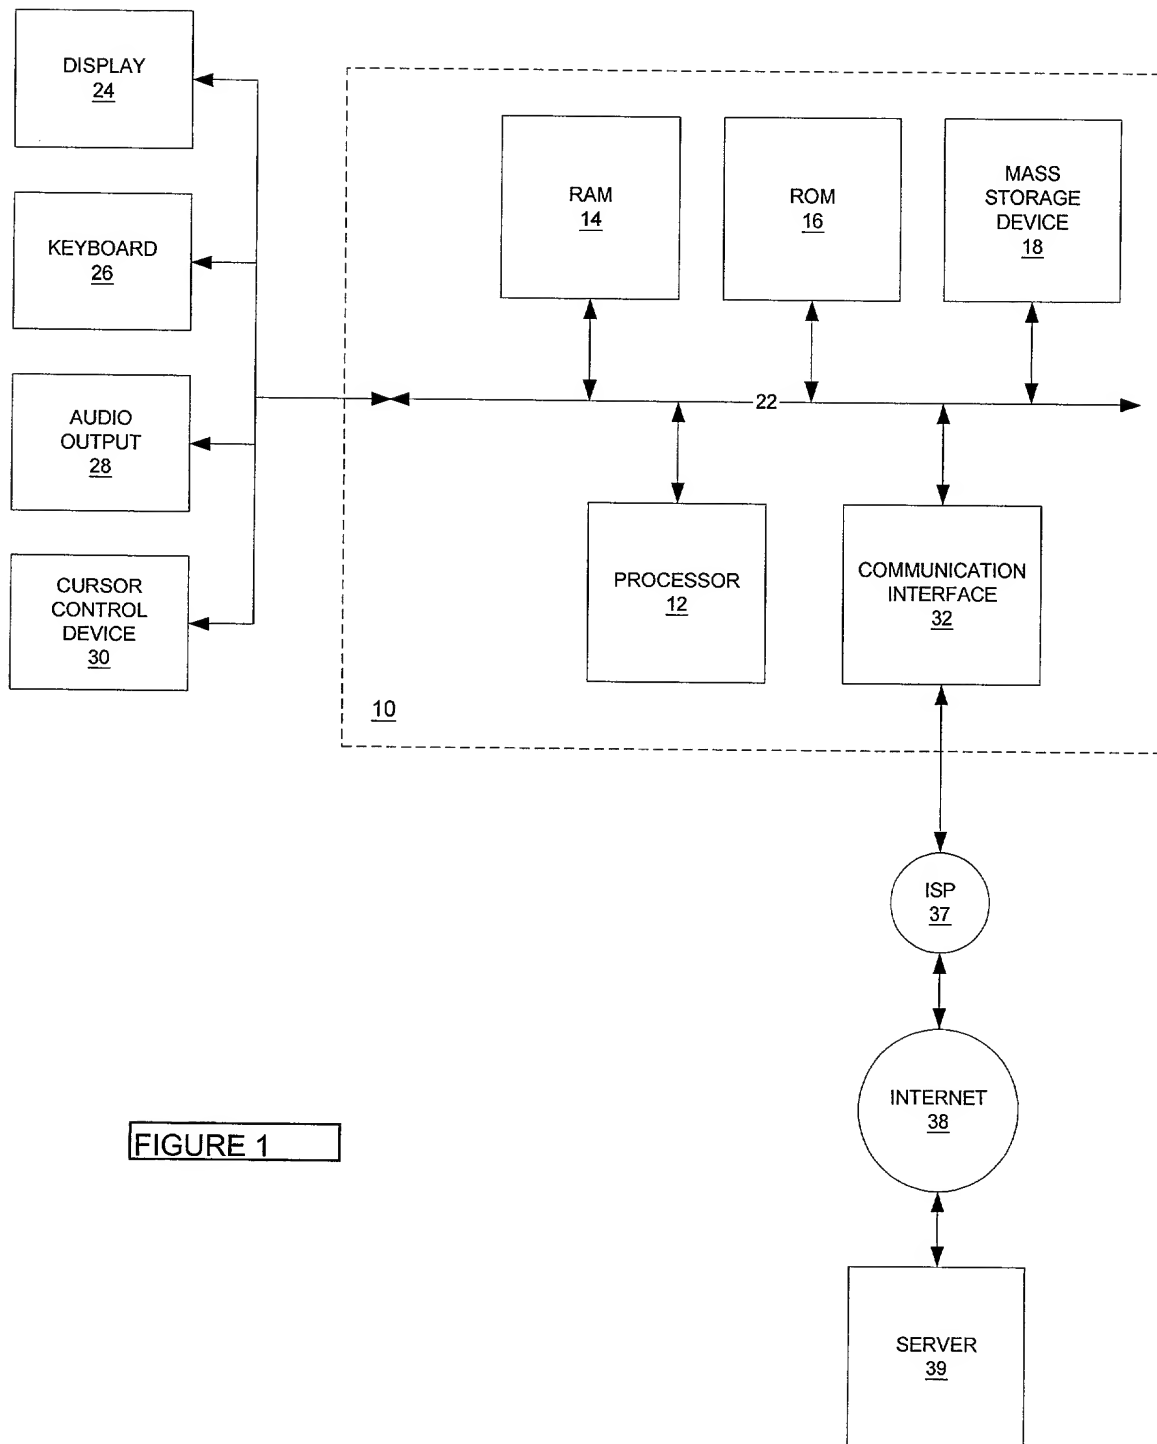 DISPLAY
24
KEYBOARD
26
AUDIO
OUTPUT
28
CURSOR
CONTROL
DEVICE
30
RAM
14
ROM
16
MASS
STORAGE
DEVICE
18
22
PROCESSOR
12
COMMUNICATION
INTERFACE
32
10
ISP
37
INTERNET
38
SERVER
39
FIGURE 1